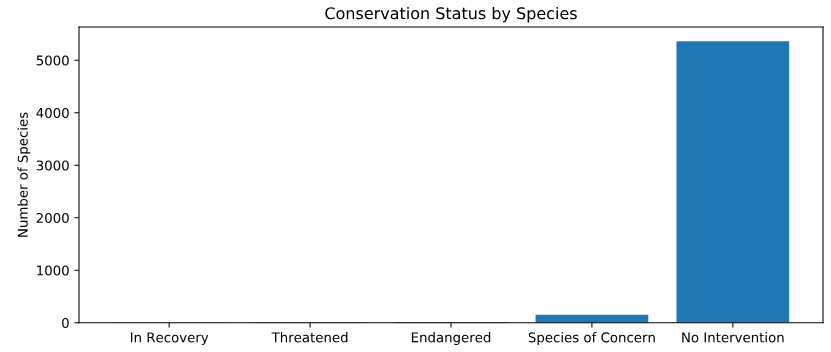 Conservation Status by Species
Number of Species
5000
4000
3000
2000
1000
0
In Recovery
Threatened
Endangered
Species of Concern
No Intervention